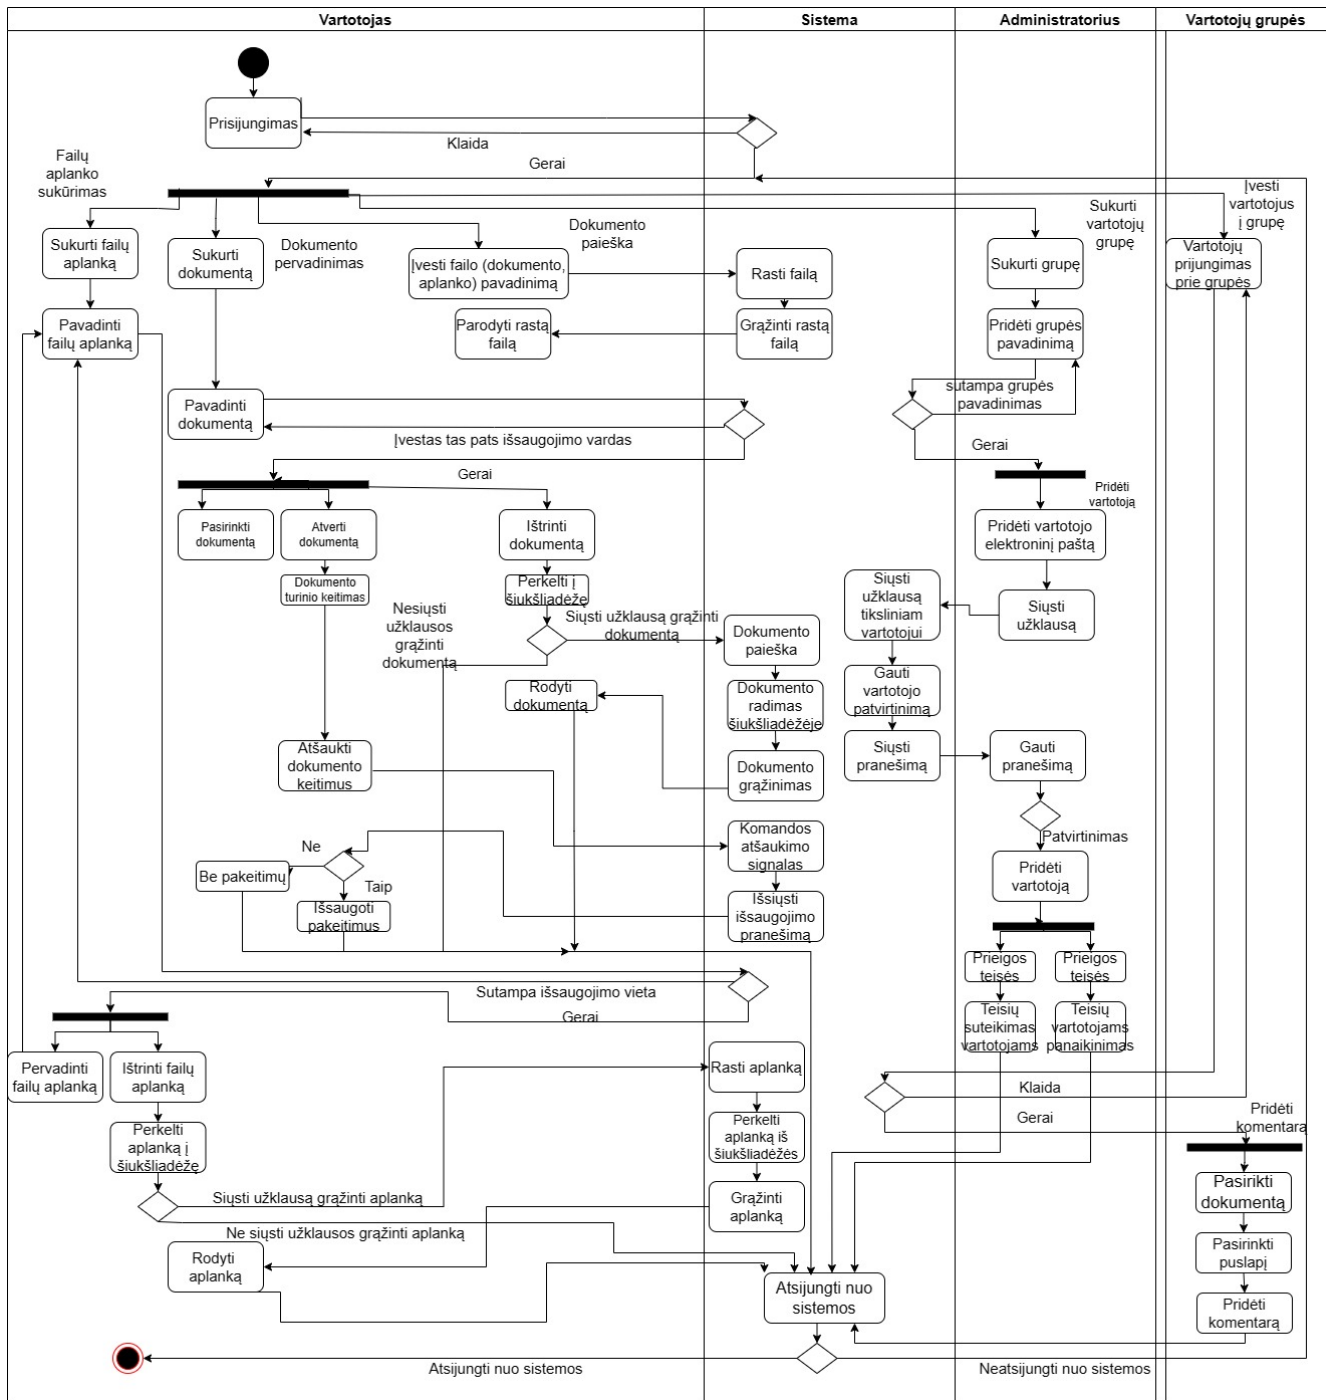 Vartotojas
Sistema
Administratorius
Vartotojų grupės
Prisijungimas
Klaida
Gerai
Failų
aplanko
sukūrimas
Įvesti
vartotojus
į grupę
Sukurti
vartotojų
grupę
Dokumento
paieška
Dokumento
pervadinimas
Sukurti failų
aplanką
Sukurti
dokumentą
Įvesti failo (dokumento,
aplanko) pavadinimą
Rasti failą
Sukurti grupę
Vartotojų
prijungimas
prie grupės
Pavadinti
failų aplanką
Parodyti rastą
failą
Grąžinti rastą
failą
Pridėti grupės
pavadinimą
sutampa grupės
pavadinimas
Pavadinti
dokumentą
Įvestas tas pats išsaugojimo vardas
Gerai
Gerai
Pridėti
vartotoją
Pasirinkti
dokumentą
Atverti
dokumentą
Ištrinti
dokumentą
Pridėti vartotojo
elektroninį paštą
Dokumento
turinio keitimas
Perkelti į
šiukšliadėžę
Siųsti
užklausą
tiksliniam
vartotojui
Siųsti
užklausą
Nesiųsti
užklausos
grąžinti
dokumentą
Siųsti užklausą grąžinti
dokumentą
Dokumento
paieška
Rodyti
dokumentą
Dokumento
radimas
šiukšliadėžėje
Gauti
vartotojo
patvirtinimą
Atšaukti
dokumento
keitimus
Dokumento
grąžinimas
Siųsti
pranešimą
Gauti
pranešimą
Patvirtinimas
Komandos
atšaukimo
signalas
Ne
Be pakeitimų
Taip
Pridėti
vartotoją
Išsaugoti
pakeitimus
Išsiųsti
išsaugojimo
pranešimą
Prieigos
teisės
Prieigos
teisės
Sutampa išsaugojimo vieta
Gerai
Teisių
suteikimas
vartotojams
Teisių
vartotojams
panaikinimas
Pervadinti
failų aplanką
Ištrinti failų
aplanką
Rasti aplanką
Klaida
Gerai
Pridėti
komentarą
Perkelti
aplanką į
šiukšliadėžę
Perkelti
aplanką iš
šiukšliadėžės
Pasirikti
dokumentą
Siųsti užklausą grąžinti aplanką
Grąžinti
aplanką
Ne siųsti užklausos grąžinti aplanką
Rodyti
aplanką
Pasirinkti
puslapį
Atsijungti nuo
sistemos
Pridėti
komentarą
Atsijungti nuo sistemos
Neatsijungti nuo sistemos